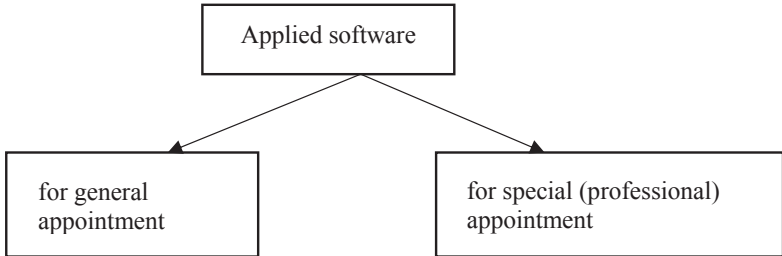 Applied software
for general
appointment
for special (professional)
appointment